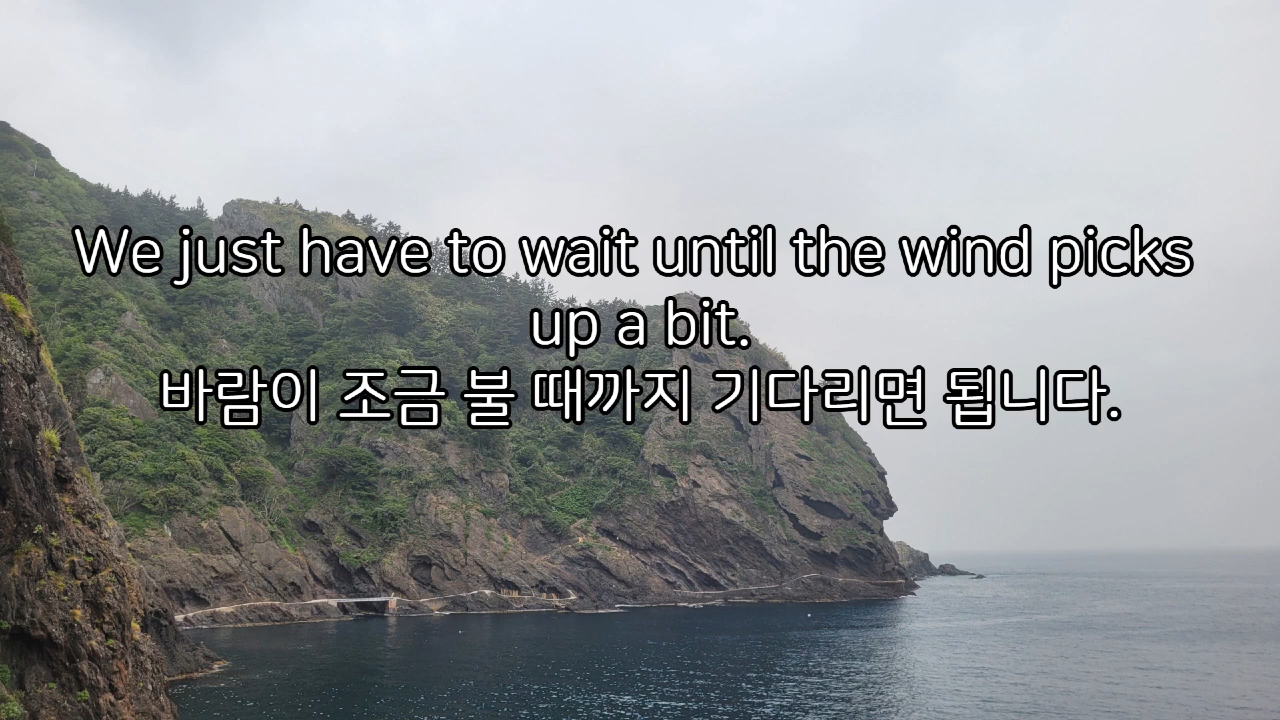 We just have to wait until the wind picks
up a bit.
바람이 조금 불 때까지 기다리면 됩니다.